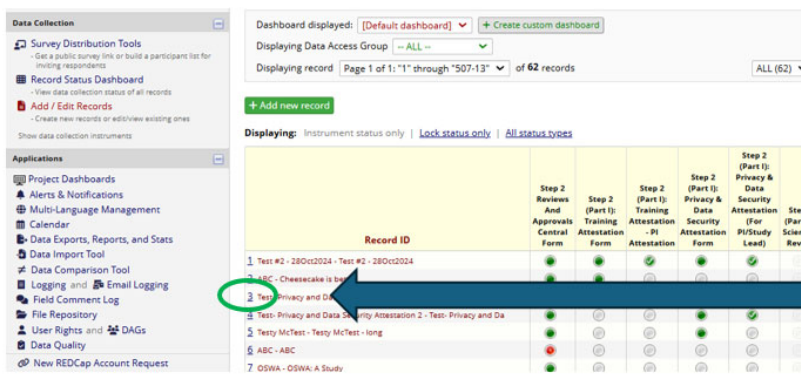 Data Collection
Survey Distribution Tools
- Get a public survey link or build a participant list for
inviting respondents
Record Status Dashboard
- View data collection status of all records
Add / Edit Records
- Create new records or edit/view existing ones
Show data collection instruments
Applications
Project Dashboards
Alerts & Notifications
Multi-Language Management
Calendar
Data Exports, Reports, and Stats
Data Import Tool
Data Comparison Tool
Logging and Email Logging
Field Comment Log
File Repository
User Rights and DAGs
Data Quality
New REDCap Account Request
Dashboard displayed: [Default dashboard] + Create custom dashboard
Displaying Data Access Group -- ALL --
Displaying record Page 1 of 1: "1" through "507-13" of 62 records ALL (62)
+ Add new record
Displaying: Instrument status only | Lock status only | All status types
Record ID
Step 2
Reviews
And
Approvals
Central
Form
Step 2
(Part I):
Training
Attestation
Form
Step 2
(Part I):
Training
Attestation
- PI
Attestation
Step 2
(Part I):
Privacy &
Data
Security
Attestation
Form
Step 2
(Part I):
Privacy &
Data
Security
Attestation
(For
PI/Study
Lead)
1 Test #2 - 28Oct2024 - Test #2 - 28Oct2024
2 ABC - Cheesecake is
3 Test- Privacy and
4 Test- Privacy and Data Security Attestation 2 - Test- Privacy and Da
5 Testy McTest - Testy McTest - long
6 ABC - ABC
7 OSWA - OSWA: A Study